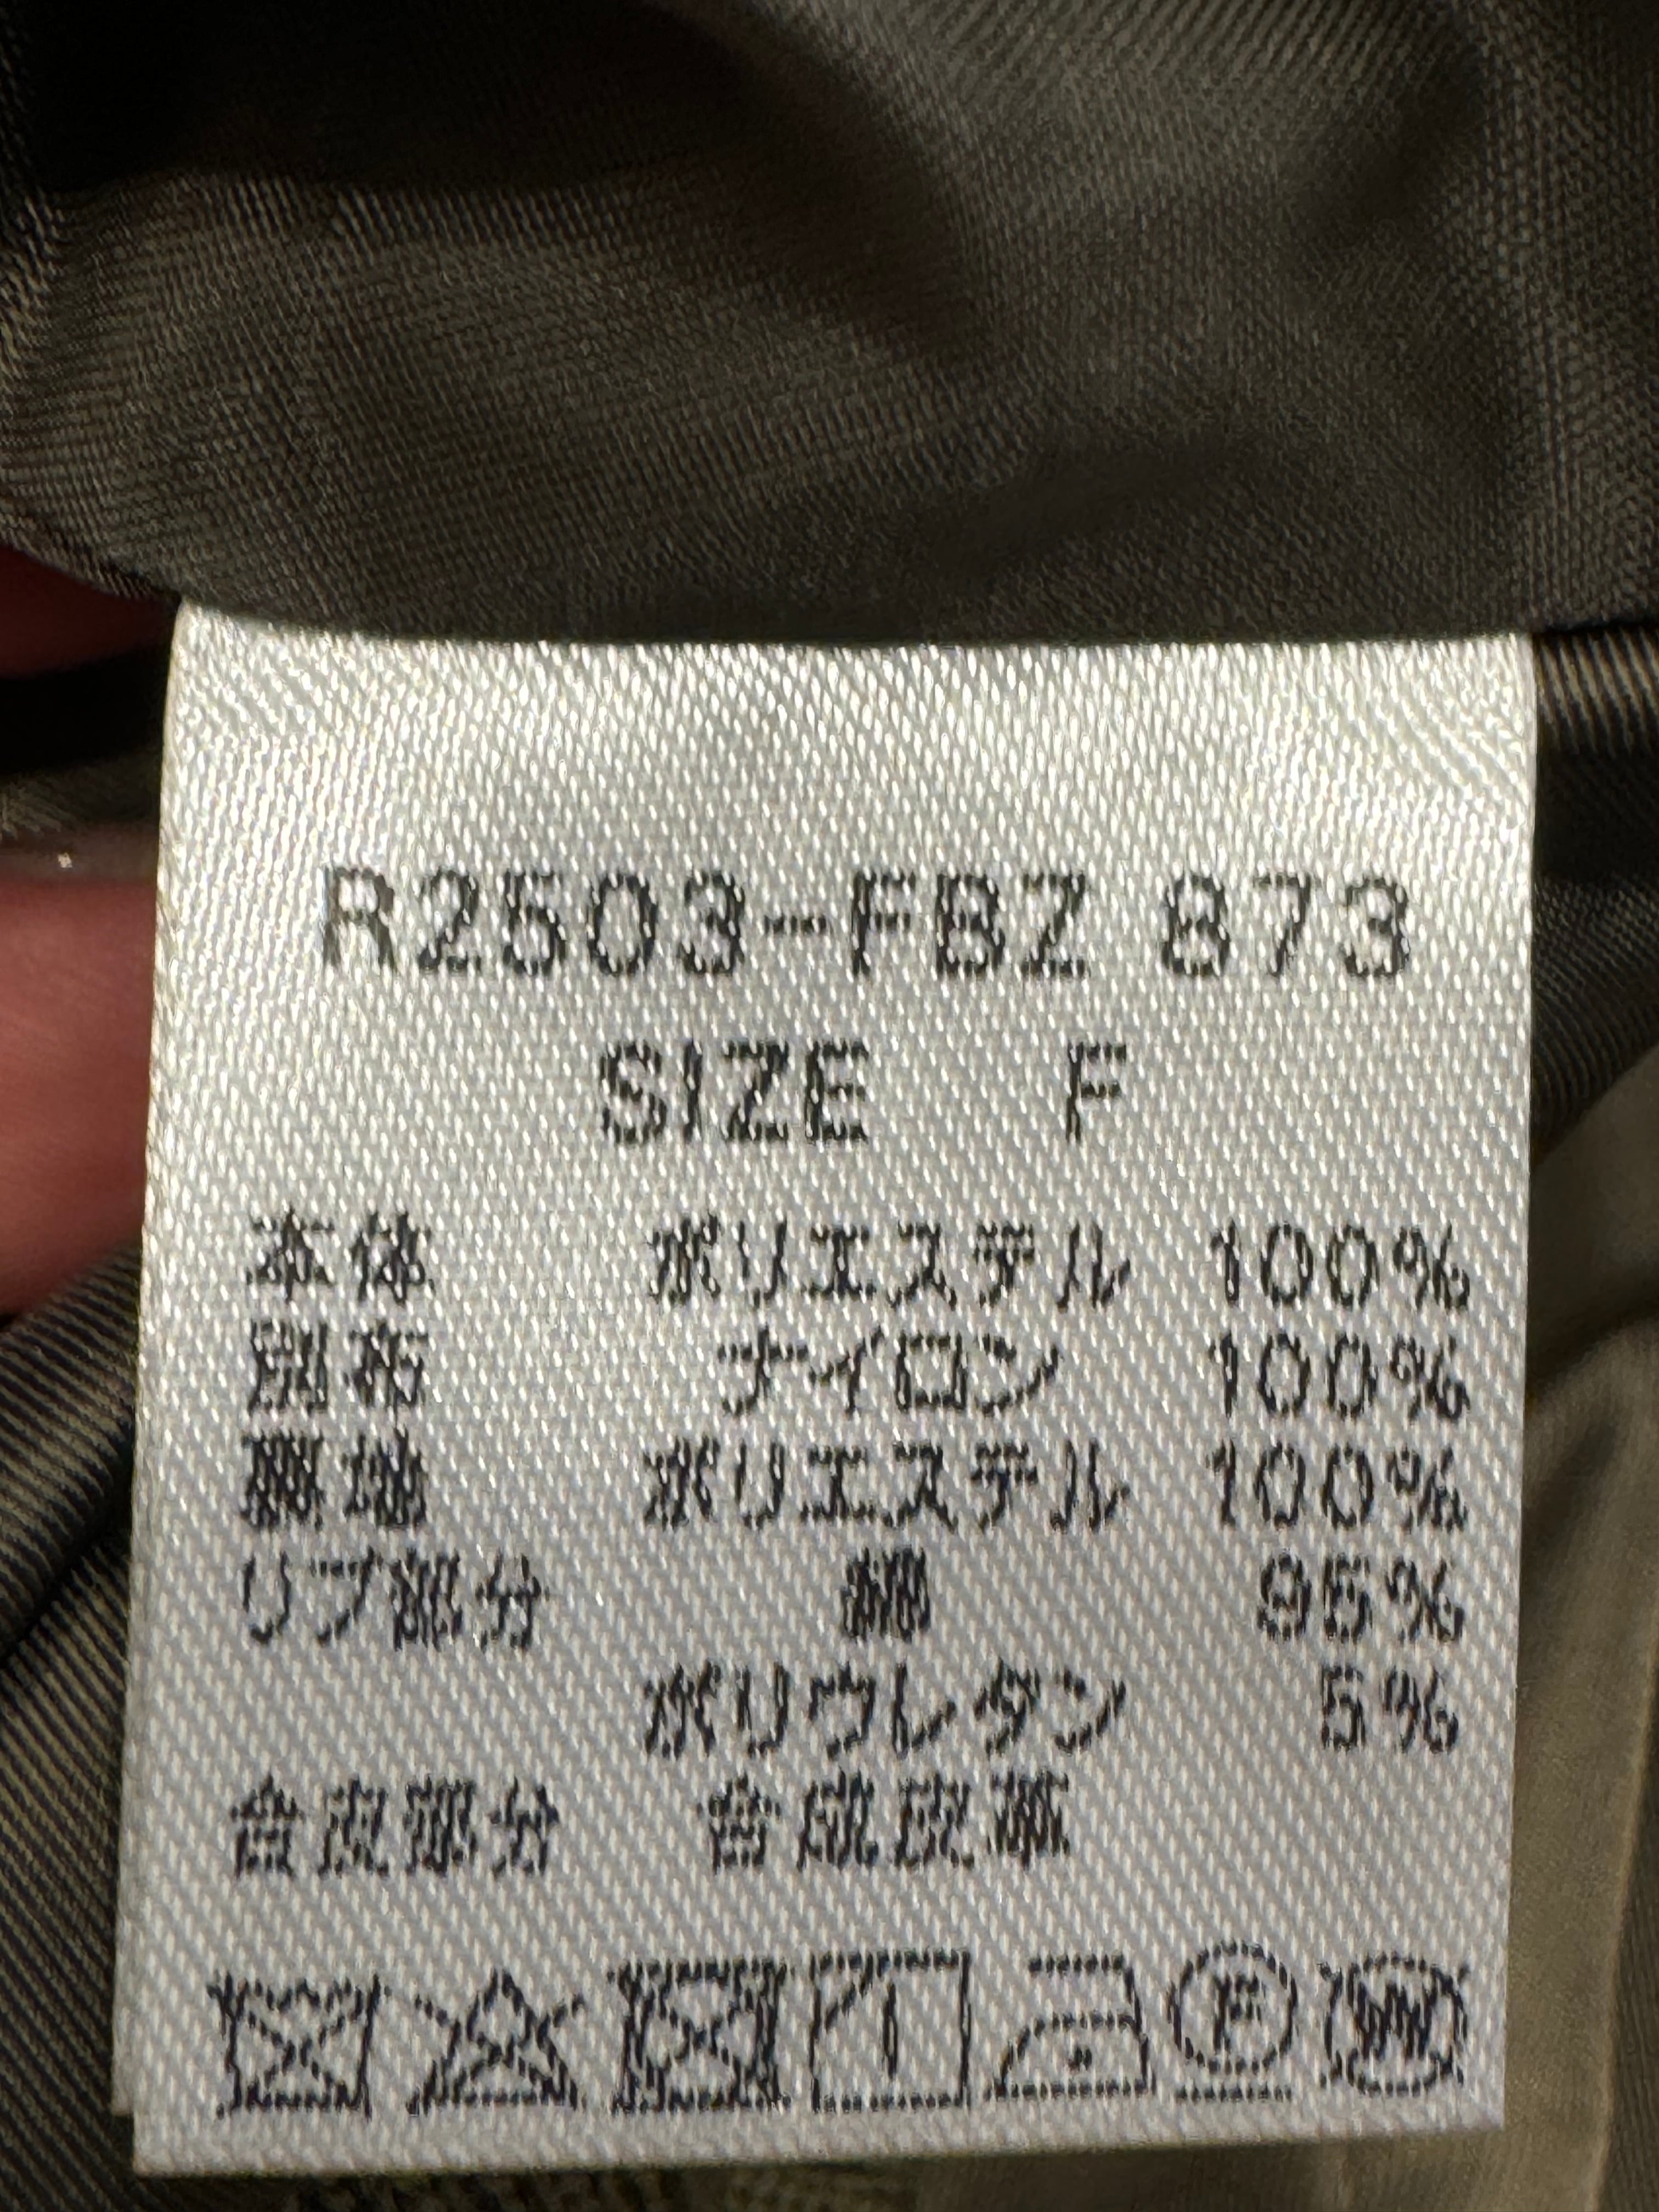 R2503-FBZ 873
SIZE F
本体 ポリエステル 100%
別布 ナイロン 100%
裏地 ポリエステル 100%
リブ部分 綿 95%
ポリウレタン 5%
合皮部分 合成皮革
F W